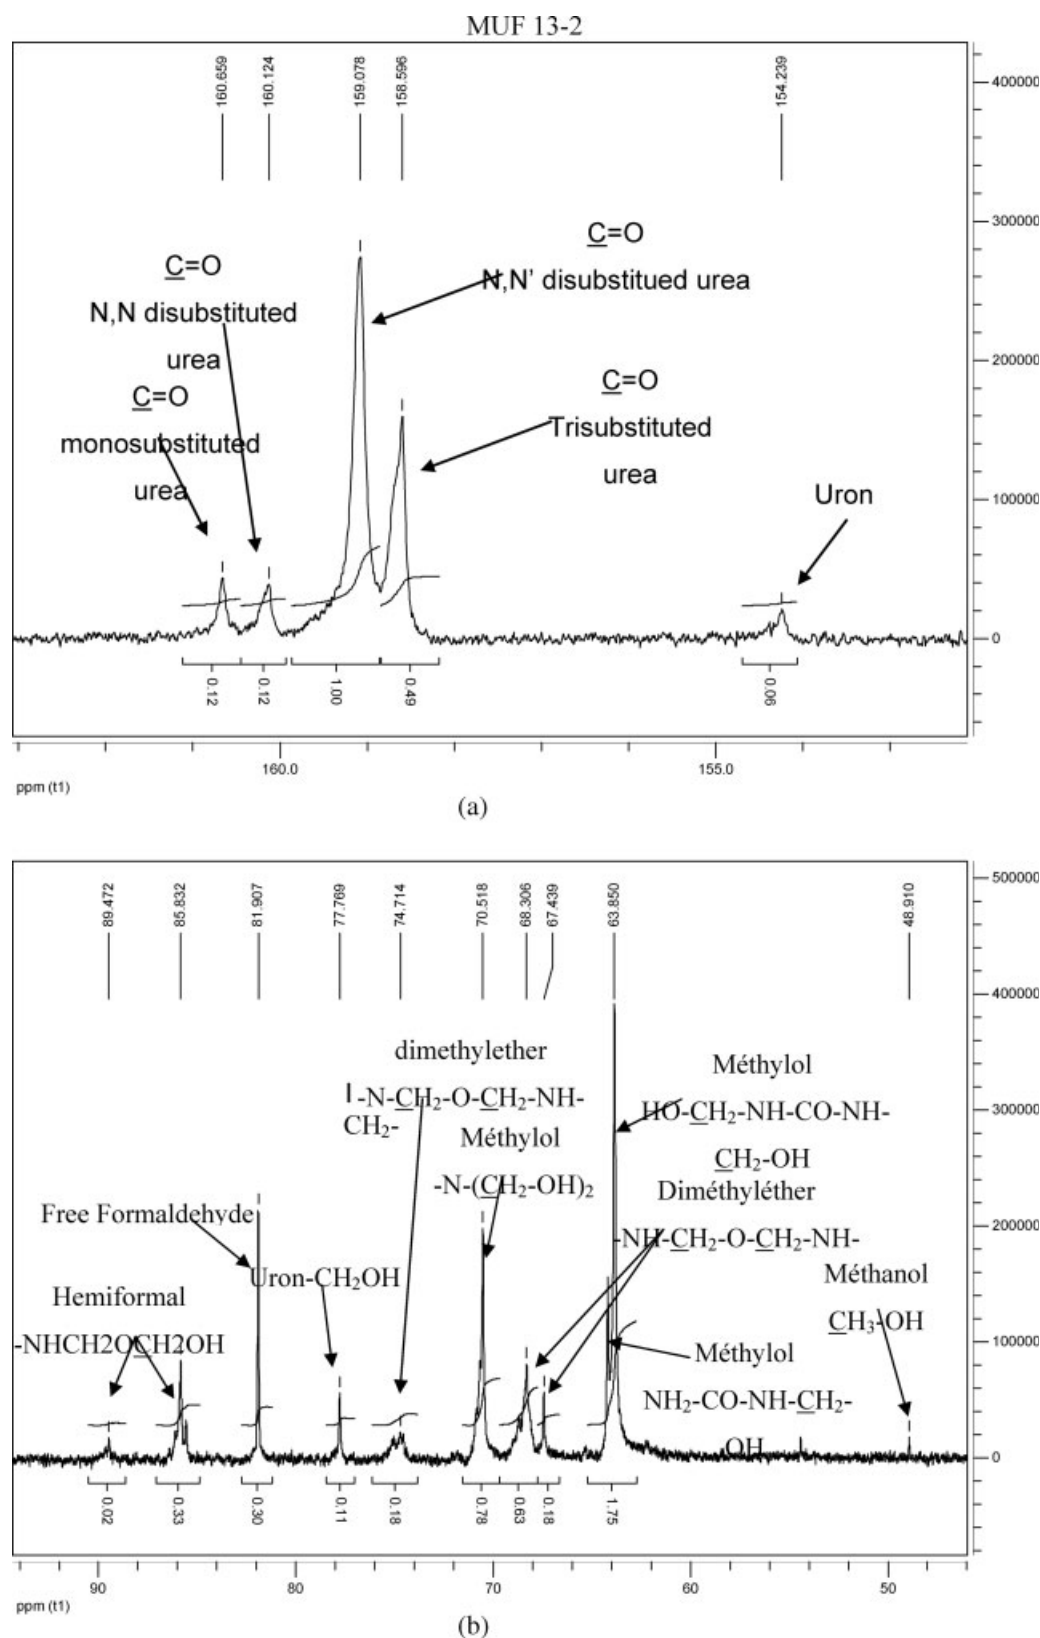 MUF 13-2
160.659
160.124
159.078
158.596
154.239
400000
300000
200000
100000
0
C=O
N,N' disubstitued urea
C=O
N,N disubstituted
urea
C=O
monosubstituted
urea
C=O
Trisubstituted
urea
Uron
0.12
0.12
1.00
0.49
0.06
160.0
155.0
ppm (t1)
(a)
89.472
85.832
81.907
77.769
74.714
70.518
68.306
67.439
63.850
48.910
500000
400000
300000
200000
100000
0
dimethylether
-N-CH2-O-CH2-NH-
CH2-
Méthylol
-N-(CH2-OH)2
Méthylol
HO-CH2-NH-CO-NH-
CH2-OH
Diméthyléther
-NH-CH2-O-CH2-NH-
Free Formaldehyde
Uron-CH2OH
Hemiformal
-NHCH2OCH2OH
Méthanol
CH3-OH
Méthylol
NH2-CO-NH-CH2-
OH
0.02
0.33
0.30
0.11
0.18
0.78
0.63
0.18
1.75
90
80
70
60
50
ppm (t1)
(b)